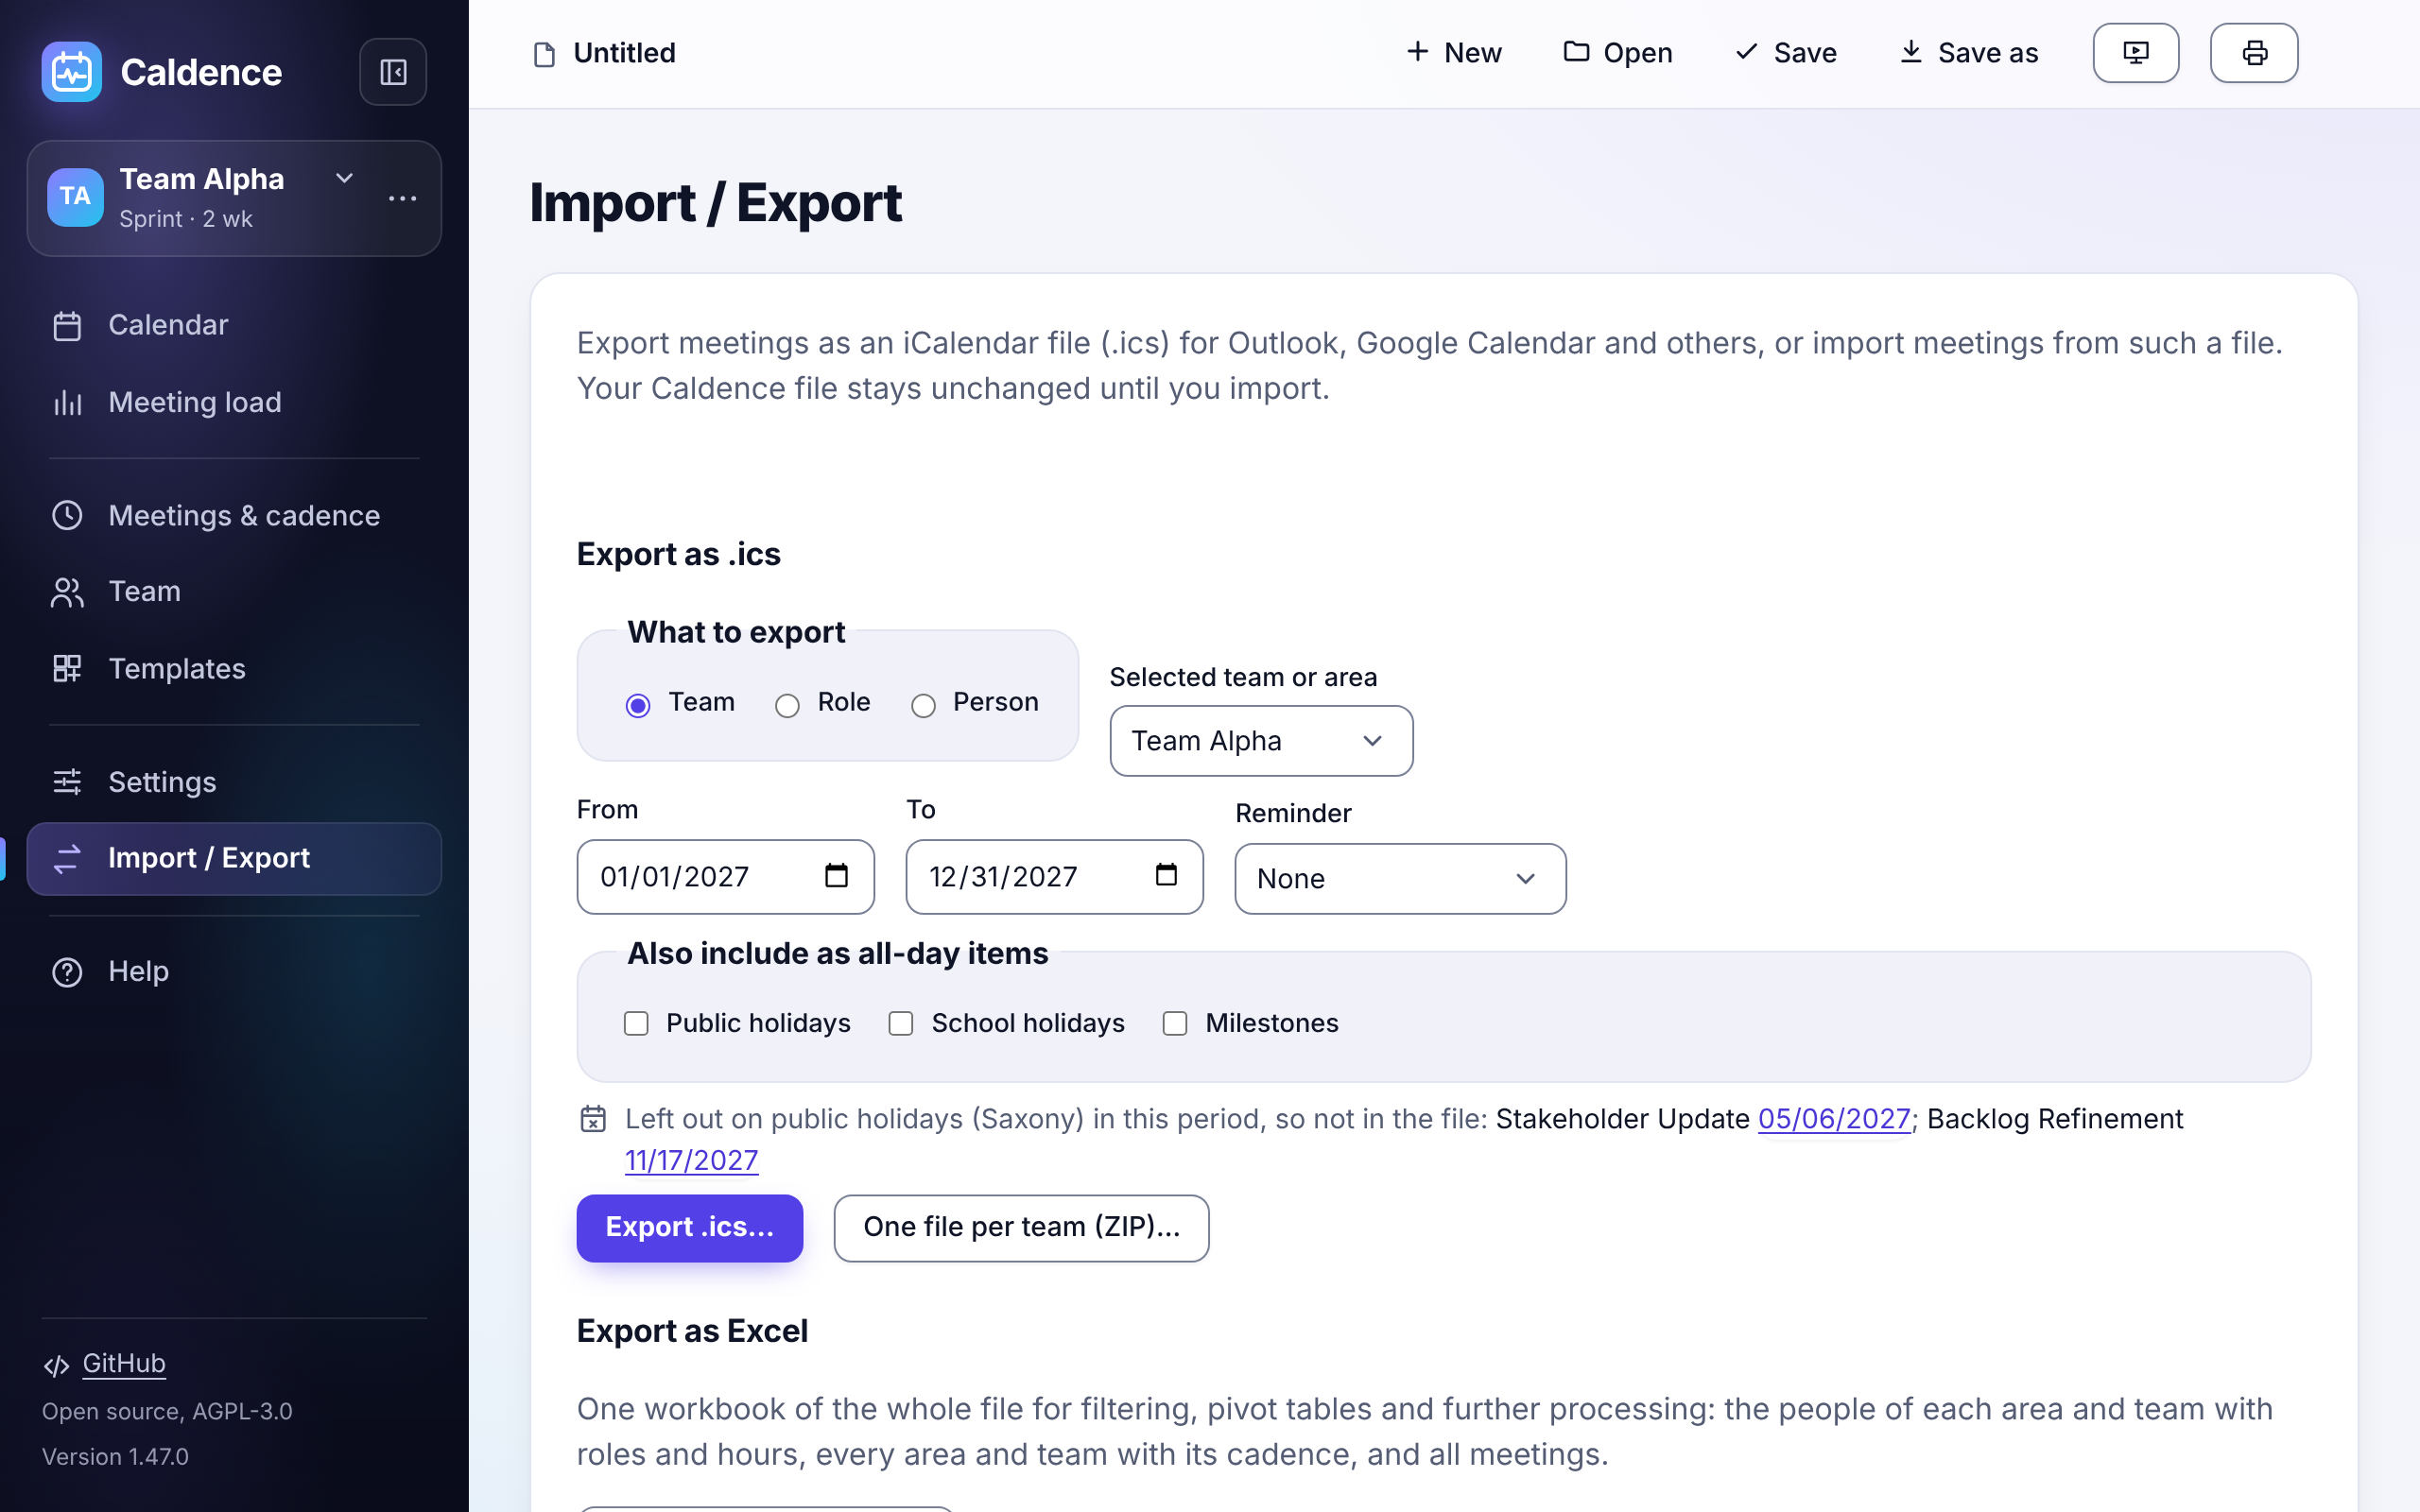 Caldence
TA
Team Alpha
Sprint · 2 wk
Calendar
Meeting load
Meetings & cadence
Team
Templates
Settings
Import / Export
Help
GitHub
Open source, AGPL-3.0
Version 1.47.0
Untitled
New
Open
Save
Save as
Import / Export
Export meetings as an iCalendar file (.ics) for Outlook, Google Calendar and others, or import meetings from such a file.
Your Caldence file stays unchanged until you import.
Export as .ics
What to export
Team
Role
Person
Selected team or area
Team Alpha
From
To
Reminder
01/01/2027
12/31/2027
None
Also include as all-day items
Public holidays
School holidays
Milestones
Left out on public holidays (Saxony) in this period, so not in the file: Stakeholder Update 05/06/2027; Backlog Refinement
11/17/2027
Export .ics...
One file per team (ZIP)...
Export as Excel
One workbook of the whole file for filtering, pivot tables and further processing: the people of each area and team with
roles and hours, every area and team with its cadence, and all meetings.